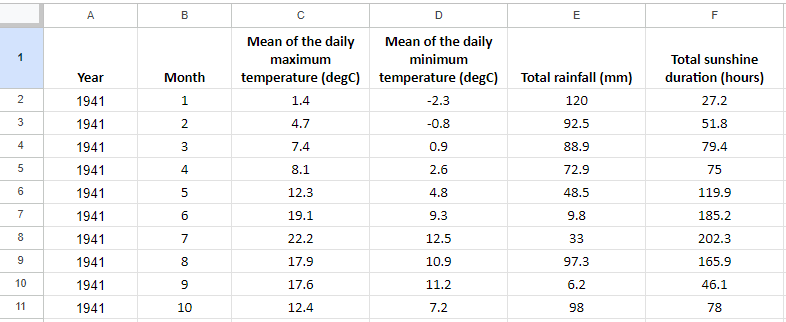 A B C D E F
1 Year Month Mean of the daily maximum temperature (degC) Mean of the daily minimum temperature (degC) Total rainfall (mm) Total sunshine duration (hours)
2 1941 1 1.4 -2.3 120 27.2
3 1941 2 4.7 -0.8 92.5 51.8
4 1941 3 7.4 0.9 88.9 79.4
5 1941 4 8.1 2.6 72.9 75
6 1941 5 12.3 4.8 48.5 119.9
7 1941 6 19.1 9.3 9.8 185.2
8 1941 7 22.2 12.5 33 202.3
9 1941 8 17.9 10.9 97.3 165.9
10 1941 9 17.6 11.2 6.2 46.1
11 1941 10 12.4 7.2 98 78